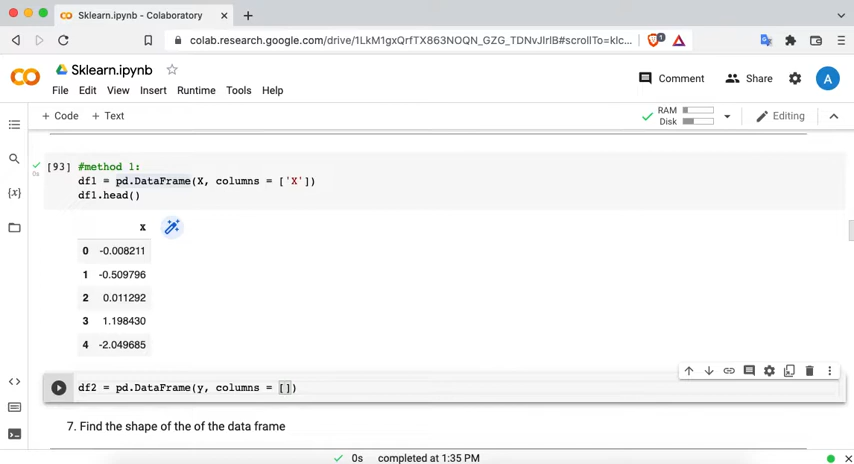 Sklearn.ipynb - Colaboratory
colab.research.google.com/drive/1LkM1gxQrfTX863NOQN_GZG_TDNvJlrlB#scrollTo=klc...
1
Sklearn.ipynb
File Edit View Insert Runtime Tools Help
Comment Share A
+ Code + Text
RAM
Disk
Editing
[93] #method 1:
0s
df1 = pd.DataFrame(X, columns = ['X'])
df1.head()
X
0 -0.008211
1 -0.509796
2 0.011292
3 1.198430
4 -2.049685
df2 = pd.DataFrame(y, columns = [])
7. Find the shape of the of the data frame
0s completed at 1:35 PM